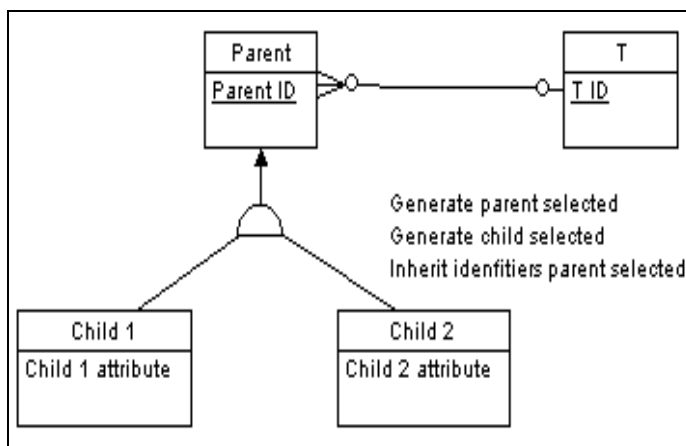 Parent
T
Parent ID
T ID
Generate parent selected
Generate child selected
Inherit idenfitiers parent selected
Child 1
Child 2
Child 1 attribute
Child 2 attribute